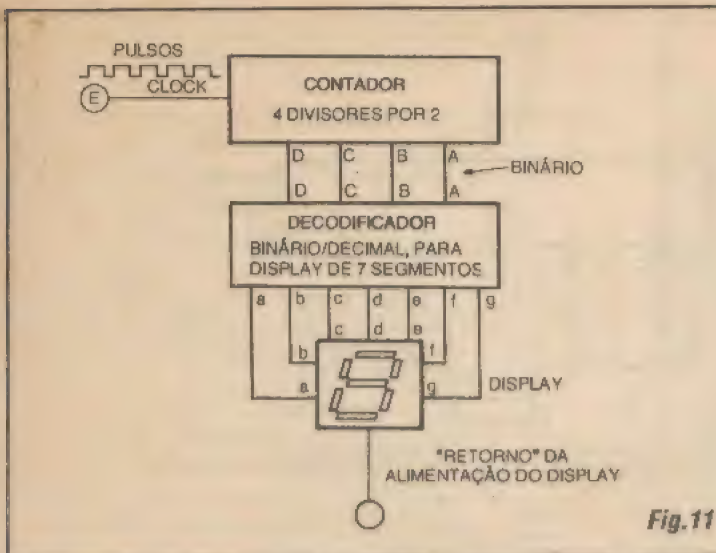 PULSOS
CLOCK
E
CONTADOR
4 DIVISORES POR 2
D C B A
BINÁRIO
D C B A
DECODIFICADOR
BINÁRIO/DECIMAL, PARA
DISPLAY DE 7 SEGMENTOS
a b c d e f g
c d e
b f
a g
DISPLAY
"RETORNO" DA
ALIMENTAÇÃO DO DISPLAY
Fig.11